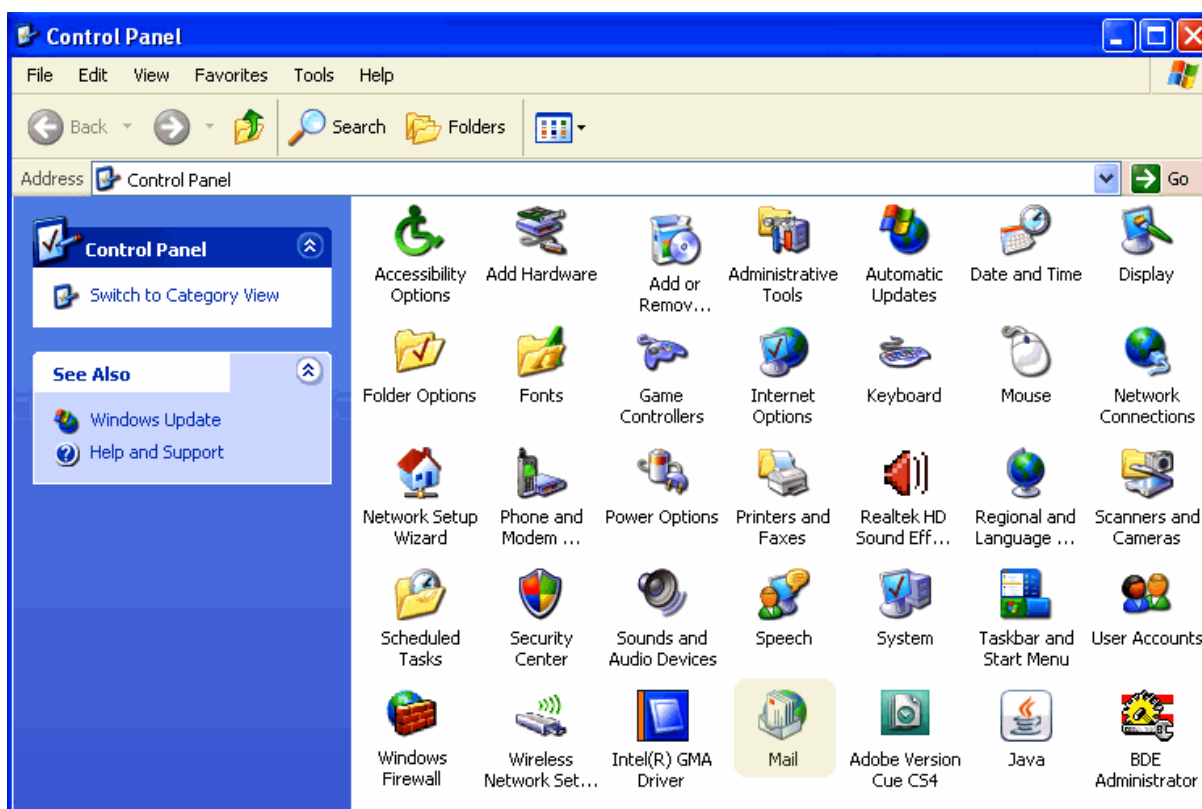 Control Panel
File Edit View Favorites Tools Help
Back Search Folders
Address Control Panel Go
Control Panel
Switch to Category View
See Also
Windows Update
Help and Support
Accessibility Options
Add Hardware
Add or Remov...
Administrative Tools
Automatic Updates
Date and Time
Display
Folder Options
Fonts
Game Controllers
Internet Options
Keyboard
Mouse
Network Connections
Network Setup Wizard
Phone and Modem ...
Power Options
Printers and Faxes
Realtek HD Sound Eff...
Regional and Language ...
Scanners and Cameras
Scheduled Tasks
Security Center
Sounds and Audio Devices
Speech
System
Taskbar and Start Menu
User Accounts
Windows Firewall
Wireless Network Set...
Intel(R) GMA Driver
Mail
Adobe Version Cue CS4
Java
BDE Administrator